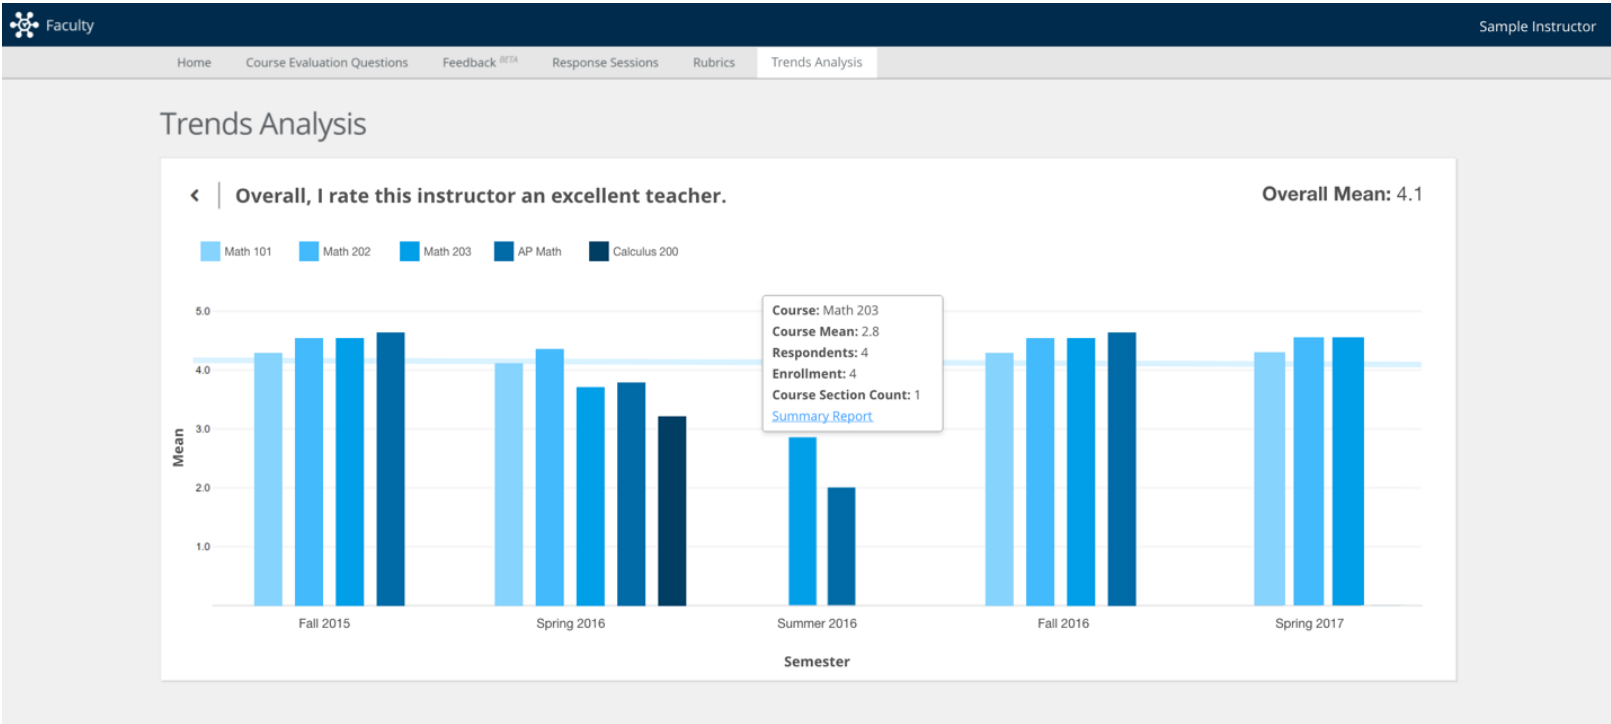 Faculty
Sample Instructor
Home Course Evaluation Questions Feedback BETA Response Sessions Rubrics Trends Analysis
Trends Analysis
Overall, I rate this instructor an excellent teacher.
Overall Mean: 4.1
Math 101 Math 202 Math 203 AP Math Calculus 200
Course: Math 203
Course Mean: 2.8
Respondents: 4
Enrollment: 4
Course Section Count: 1
Summary Report
5.0
4.0
3.0
2.0
1.0
Mean
Fall 2015 Spring 2016 Summer 2016 Fall 2016 Spring 2017
Semester